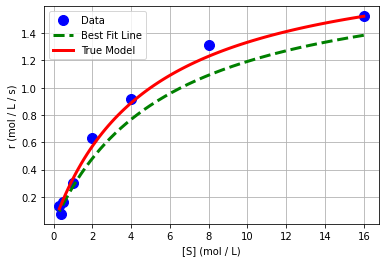 Data
Best Fit Line
True Model
1.4
1.2
1.0
0.8
0.6
0.4
0.2
r (mol / L / s)
0 2 4 6 8 10 12 14 16
[S] (mol / L)